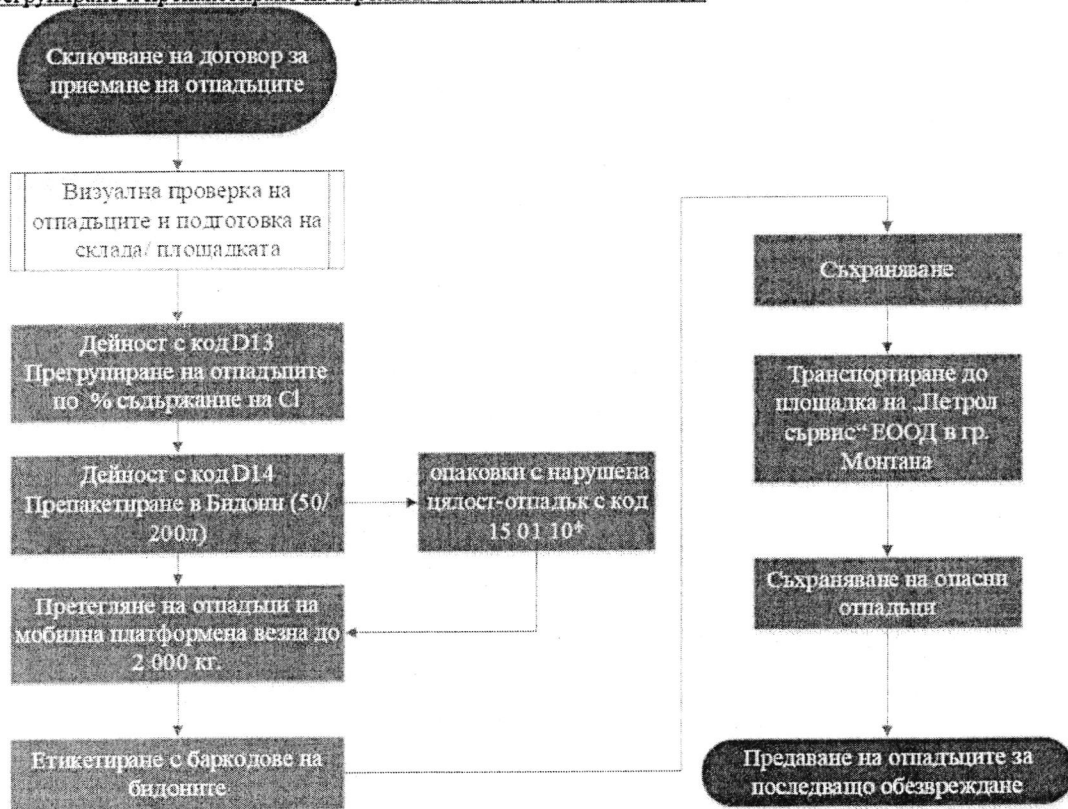 Сключване на договор за
приемане на отпадъците
Визуална проверка на
отпадъците и подготовка на
склада/ площадката
Дейност с код D13
Прегрупиране на отпадъците
по % съдържание на Cl
Дейност с код D14
Препакетиране в Бидони (50/
200л)
опаковки с нарушена
цялост-отпадък с код
15 01 10*
Претегляне на отпадъци на
мобилна платформена везна до
2 000 кг.
Етикетиране с баркодове на
бидоните
Съхраняване
Транспортиране до
площадка на „Петрол
сървис“ ЕООД в гр.
Монтана
Съхраняване на опасни
отпадъци
Предаване на отпадъците за
последващо обезвреждане